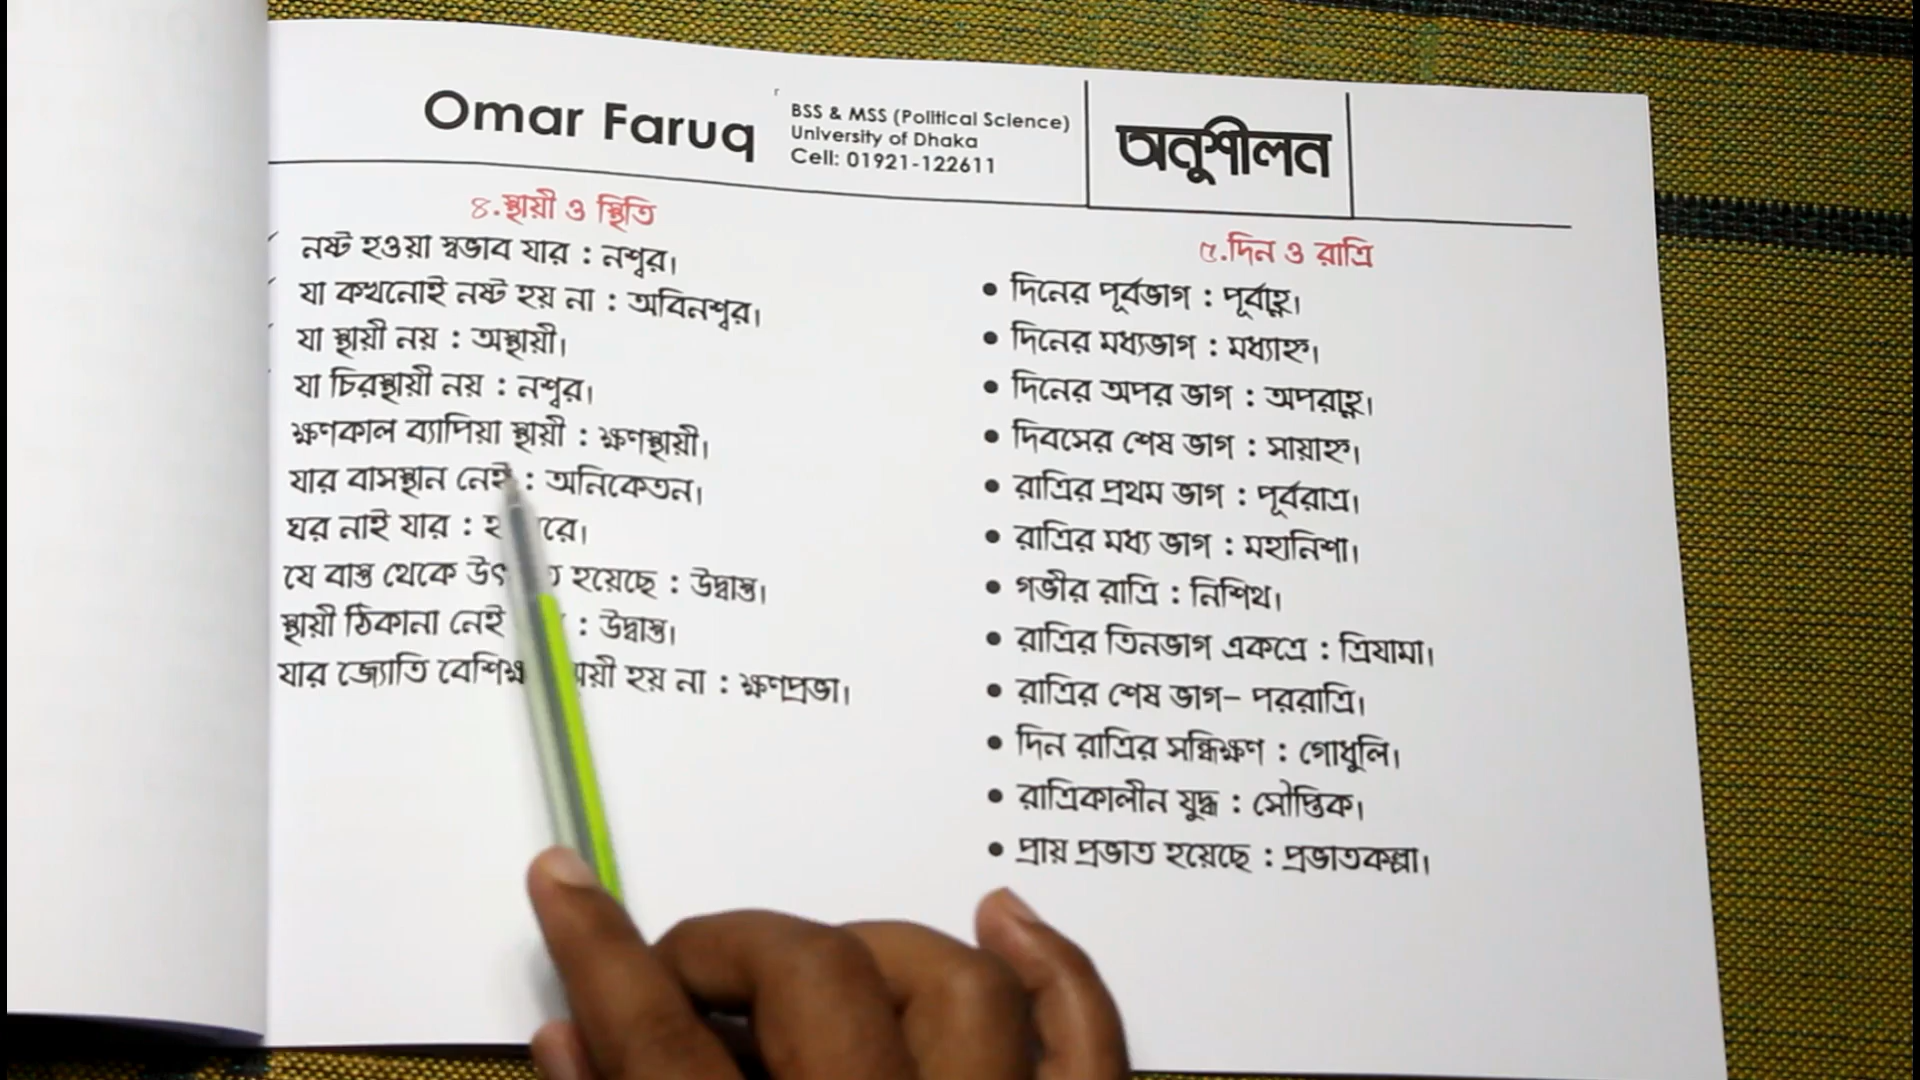 Omar Faruq
BSS & MSS (Political Science)
University of Dhaka
Cell: 01921-122611
অনুশীলন
৪.স্থায়ী ও স্থিতি
নষ্ট হওয়া স্বভাব যার : নশ্বর।
যা কখনোই নষ্ট হয় না : অবিনশ্বর।
যা স্থায়ী নয় : অস্থায়ী।
যা চিরস্থায়ী নয় : নশ্বর।
ক্ষণকাল ব্যাপিয়া স্থায়ী : ক্ষণস্থায়ী।
যার বাসস্থান নেই : অনিকেতন।
ঘর নাই যার :
যে বাস্তু থেকে হয়েছে : উদ্বাস্তু।
স্থায়ী ঠিকানা নেই : উদ্বাস্তু।
যার জ্যোতি হয় না : ক্ষণপ্রভা।
৫.দিন ও রাত্রি
• দিনের পূর্বভাগ : পূর্বাহ্ণ।
• দিনের মধ্যভাগ : মধ্যাহ্ন।
• দিনের অপর ভাগ : অপরাহ্ণ।
• দিবসের শেষ ভাগ : সায়াহ্ন।
• রাত্রির প্রথম ভাগ : পূর্বরাত্র।
• রাত্রির মধ্য ভাগ : মহানিশা।
• গভীর রাত্রি : নিশিথ।
• রাত্রির তিনভাগ একত্রে : ত্রিযামা।
• রাত্রির শেষ ভাগ– পররাত্রি।
• দিন রাত্রির সন্ধিক্ষণ : গোধুলি।
• রাত্রিকালীন যুদ্ধ : সৌপ্তিক।
• প্রায় প্রভাত হয়েছে : প্রভাতকল্পা।